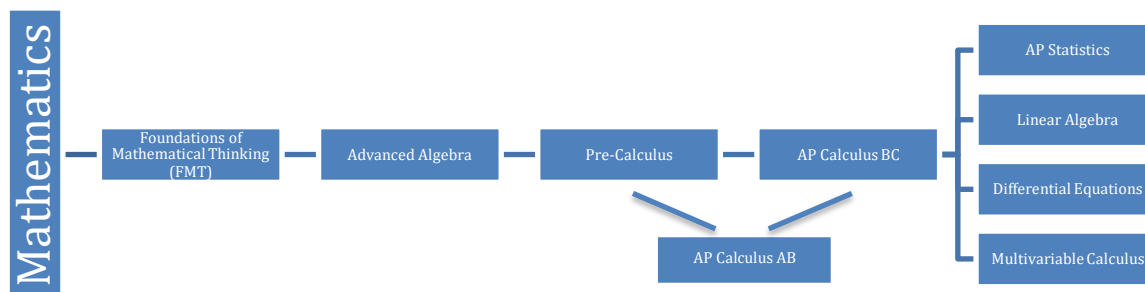 Mathematics
Foundations of
Mathematical Thinking
(FMT)
Advanced Algebra
Pre-Calculus
AP Calculus BC
AP Calculus AB
AP Statistics
Linear Algebra
Differential Equations
Multivariable Calculus